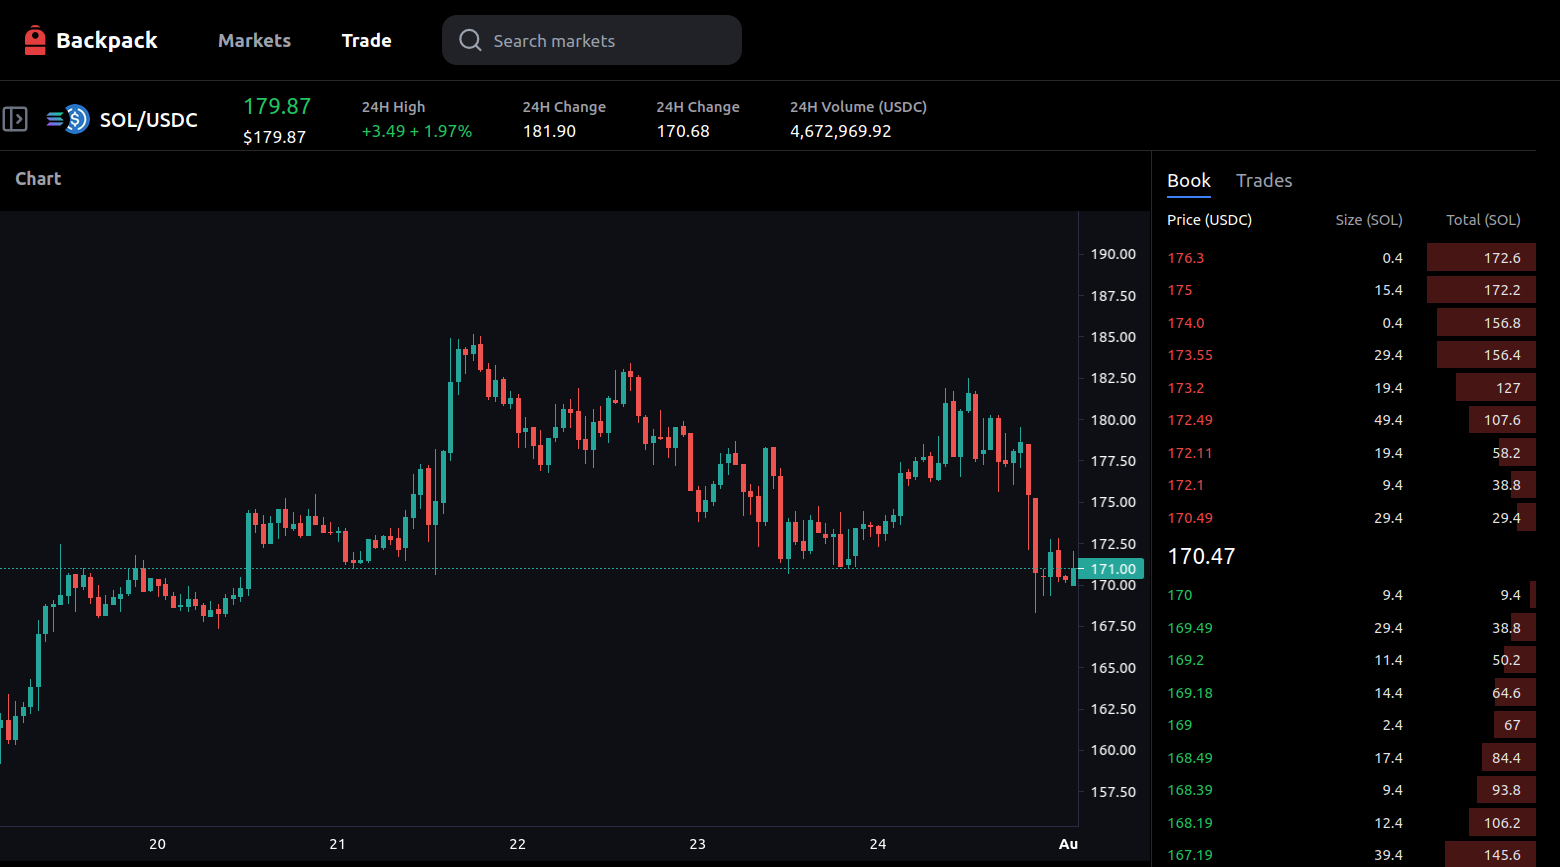 Backpack Markets Trade Search markets
SOL/USDC
179.87
$179.87
24H High
+3.49 + 1.97%
24H Change
181.90
24H Change
170.68
24H Volume (USDC)
4,672,969.92
Chart
190.00
187.50
185.00
182.50
180.00
177.50
175.00
172.50
171.00
170.00
167.50
165.00
162.50
160.00
157.50
20 21 22 23 24 Au
Book Trades
Price (USDC) Size (SOL) Total (SOL)
176.3 0.4 172.6
175 15.4 172.2
174.0 0.4 156.8
173.55 29.4 156.4
173.2 19.4 127
172.49 49.4 107.6
172.11 19.4 58.2
172.1 9.4 38.8
170.49 29.4 29.4
170.47
170 9.4 9.4
169.49 29.4 38.8
169.2 11.4 50.2
169.18 14.4 64.6
169 2.4 67
168.49 17.4 84.4
168.39 9.4 93.8
168.19 12.4 106.2
167.19 39.4 145.6